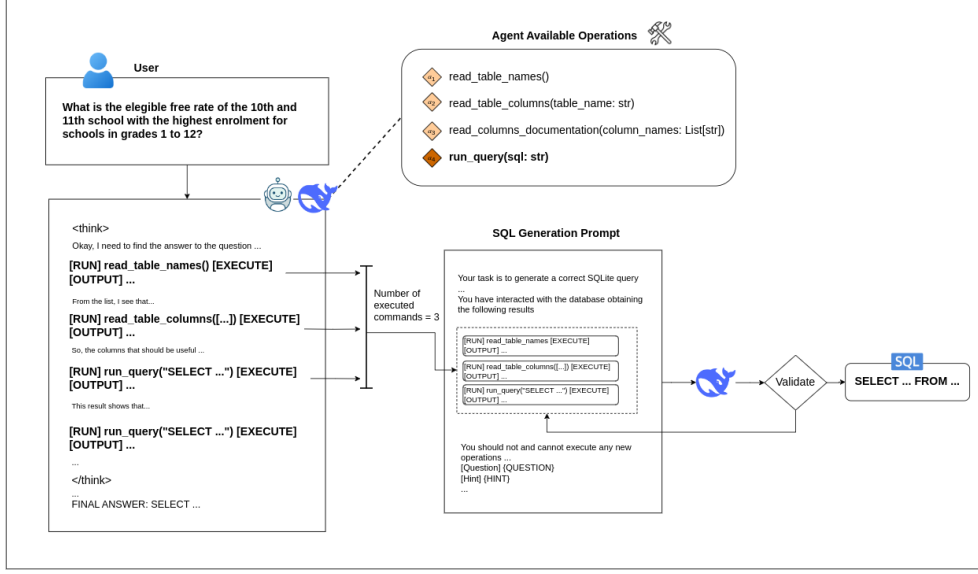 Agent Available Operations
User
What is the elegible free rate of the 10th and
11th school with the highest enrolment for
schools in grades 1 to 12?
α₁ read_table_names()
α₂ read_table_columns(table_name: str)
α₃ read_columns_documentation(column_names: List[str])
α₄ run_query(sql: str)
<think>
Okay, I need to find the answer to the question ...
[RUN] read_table_names() [EXECUTE]
[OUTPUT] ...
From the list, I see that...
[RUN] read_table_columns([...]) [EXECUTE]
[OUTPUT] ...
So, the columns that should be useful ...
[RUN] run_query("SELECT ...") [EXECUTE]
[OUTPUT] ...
This result shows that...
[RUN] run_query("SELECT ...") [EXECUTE]
[OUTPUT] ...
...
</think>
...
FINAL ANSWER: SELECT ...
Number of
executed
commands = 3
SQL Generation Prompt
Your task is to generate a correct SQLite query
...
You have interacted with the database obtaining
the following results
[RUN] read_table_names [EXECUTE]
[OUTPUT] ...
[RUN] read_table_columns([...]) [EXECUTE]
[OUTPUT] ...
[RUN] run_query("SELECT ...") [EXECUTE]
[OUTPUT] ...
You should not and cannot execute any new
operations ...
[Question] {QUESTION}
[Hint] {HINT}
...
Validate
SQL
SELECT ... FROM ...